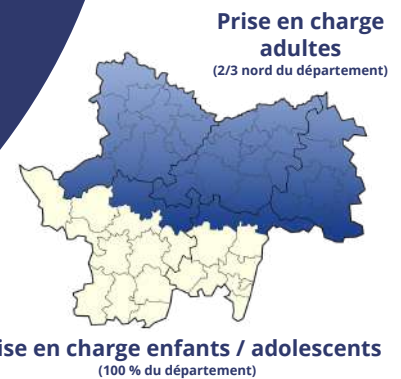 Prise en charge
adultes
(2/3 nord du département)
ise en charge enfants / adolescents
(100 % du département)